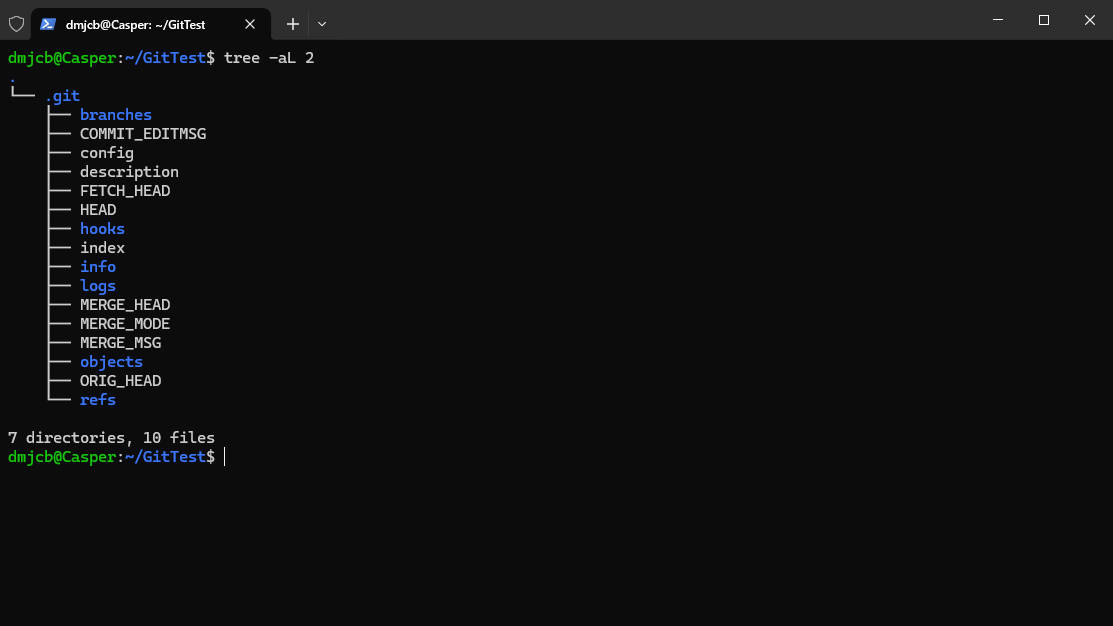 dmjcb@Casper: ~/GitTest
dmjcb@Casper:~/GitTest$ tree -aL 2
.
└── .git
    ├── branches
    ├── COMMIT_EDITMSG
    ├── config
    ├── description
    ├── FETCH_HEAD
    ├── HEAD
    ├── hooks
    ├── index
    ├── info
    ├── logs
    ├── MERGE_HEAD
    ├── MERGE_MODE
    ├── MERGE_MSG
    ├── objects
    ├── ORIG_HEAD
    └── refs
7 directories, 10 files
dmjcb@Casper:~/GitTest$